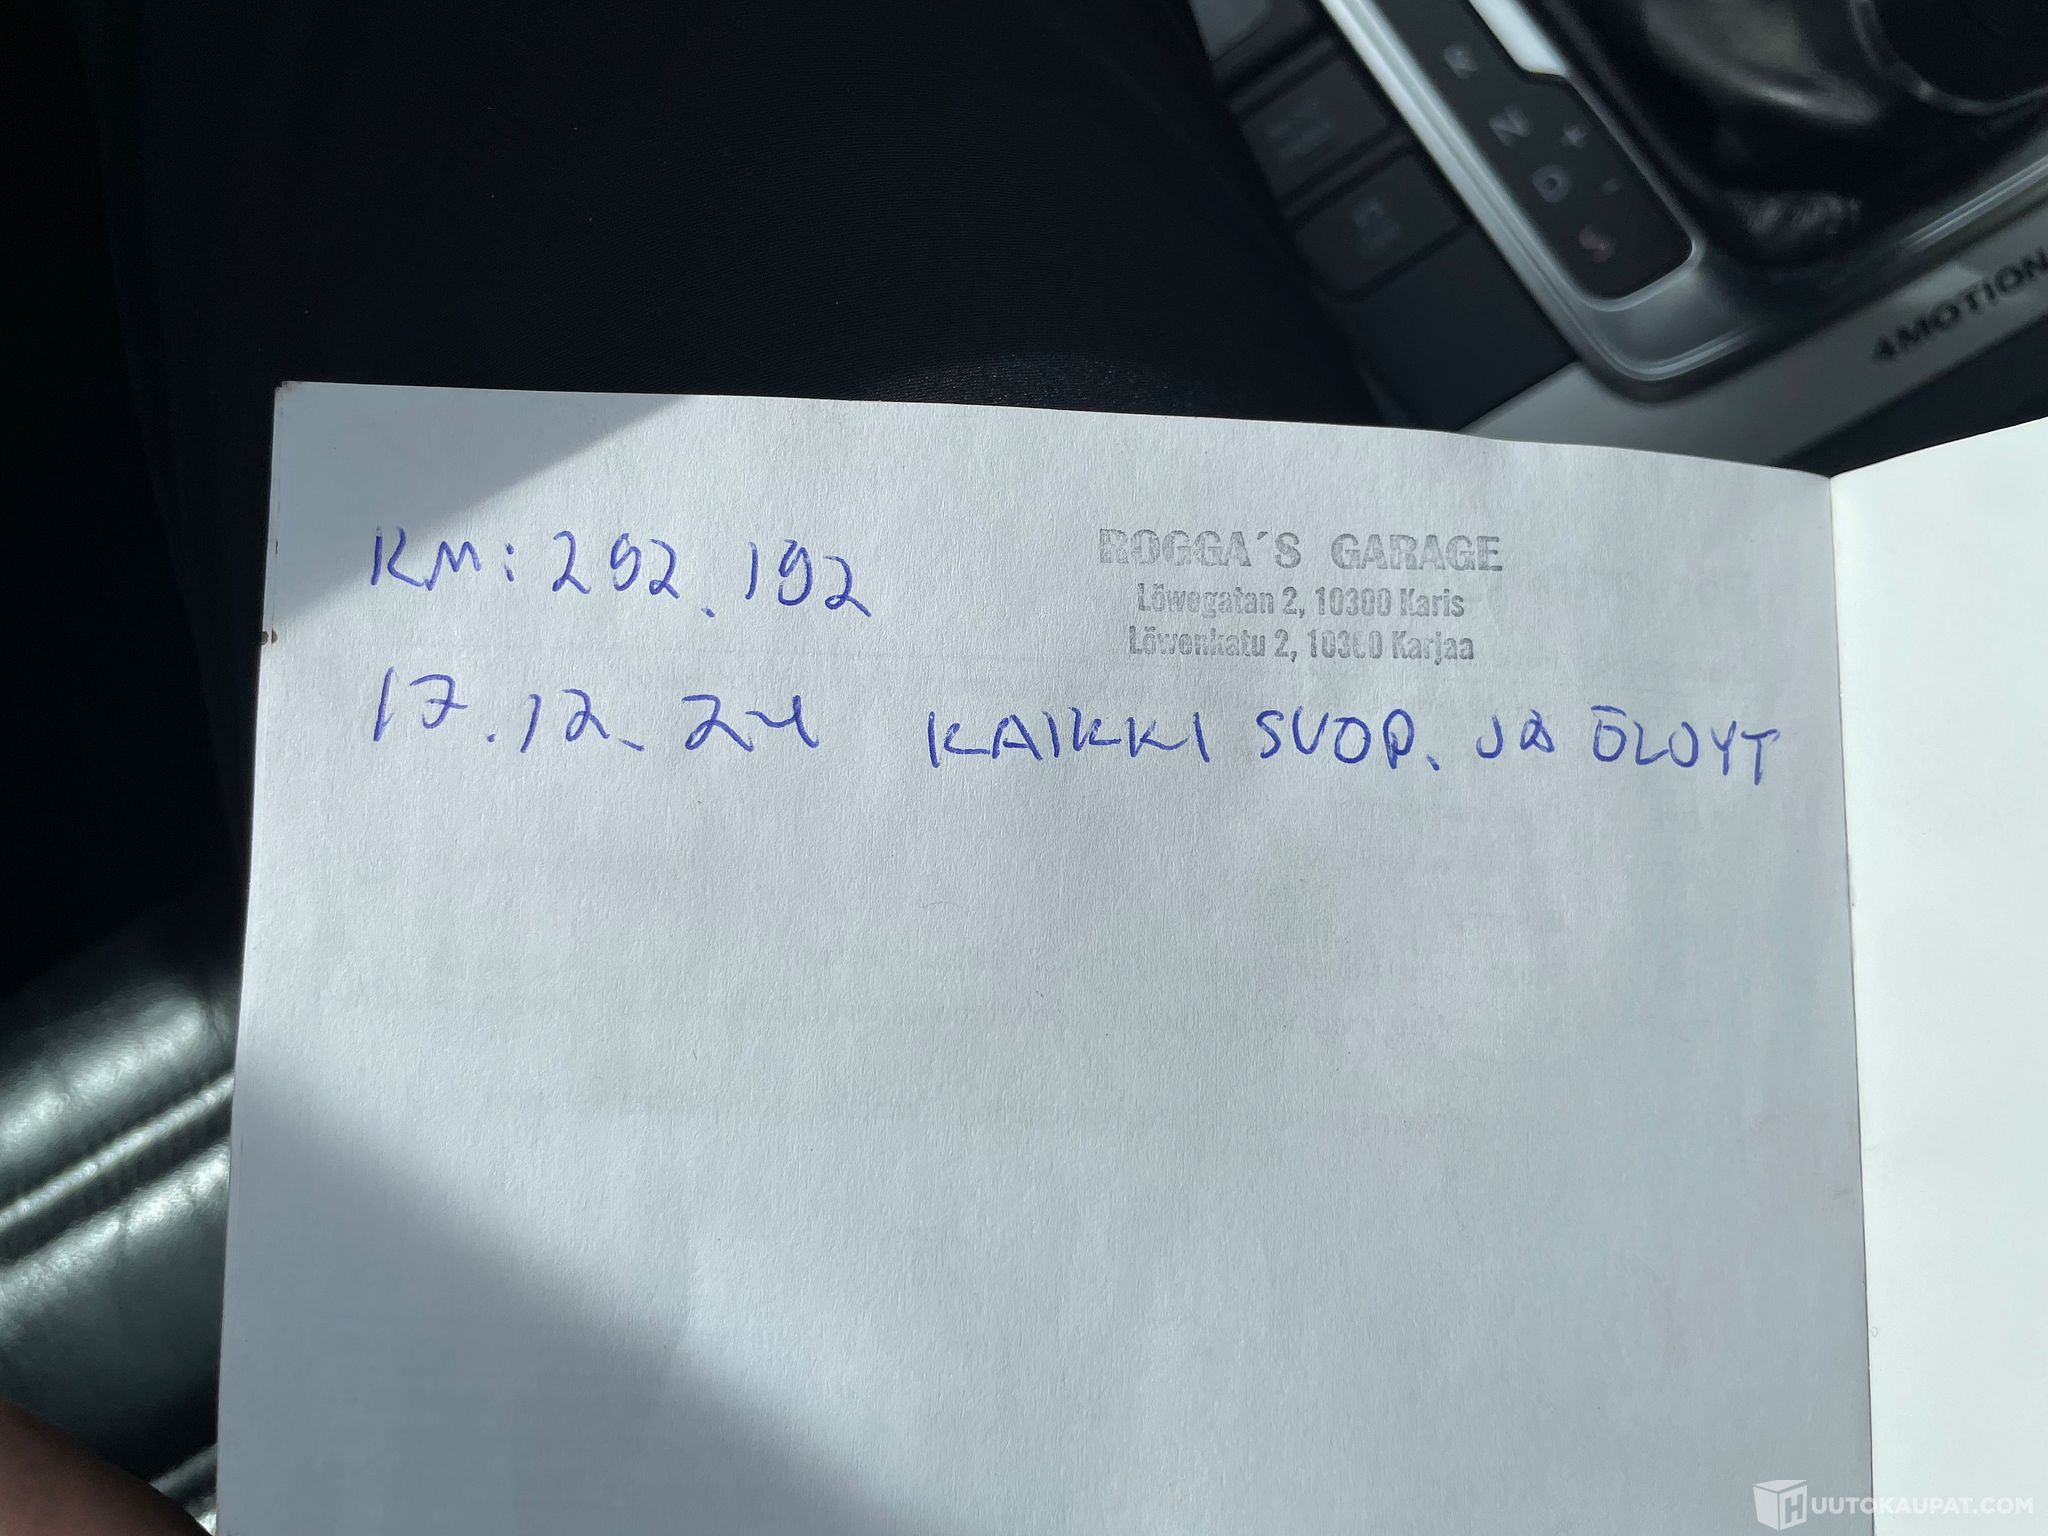 R
N +
D -
S
4MOTION
KM: 292.192
ROGGA´S GARAGE
Löwegatan 2, 10300 Karis
Löwenkatu 2, 10300 Karjaa
17.12.24 KAIKKI SUOD. JA ÖLJYT
HUUTOKAUPAT.COM